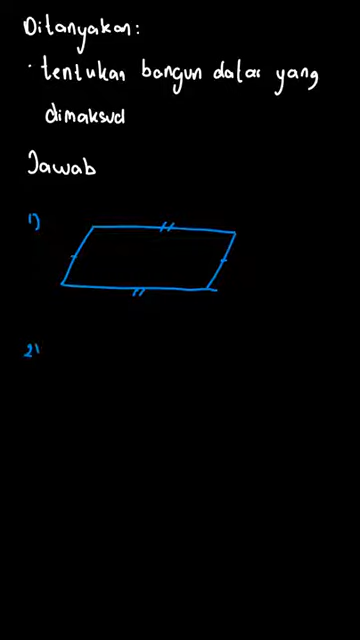 Ditanyakan:
· tentukan bangun datar yang
dimaksud
Jawab
1)
2)